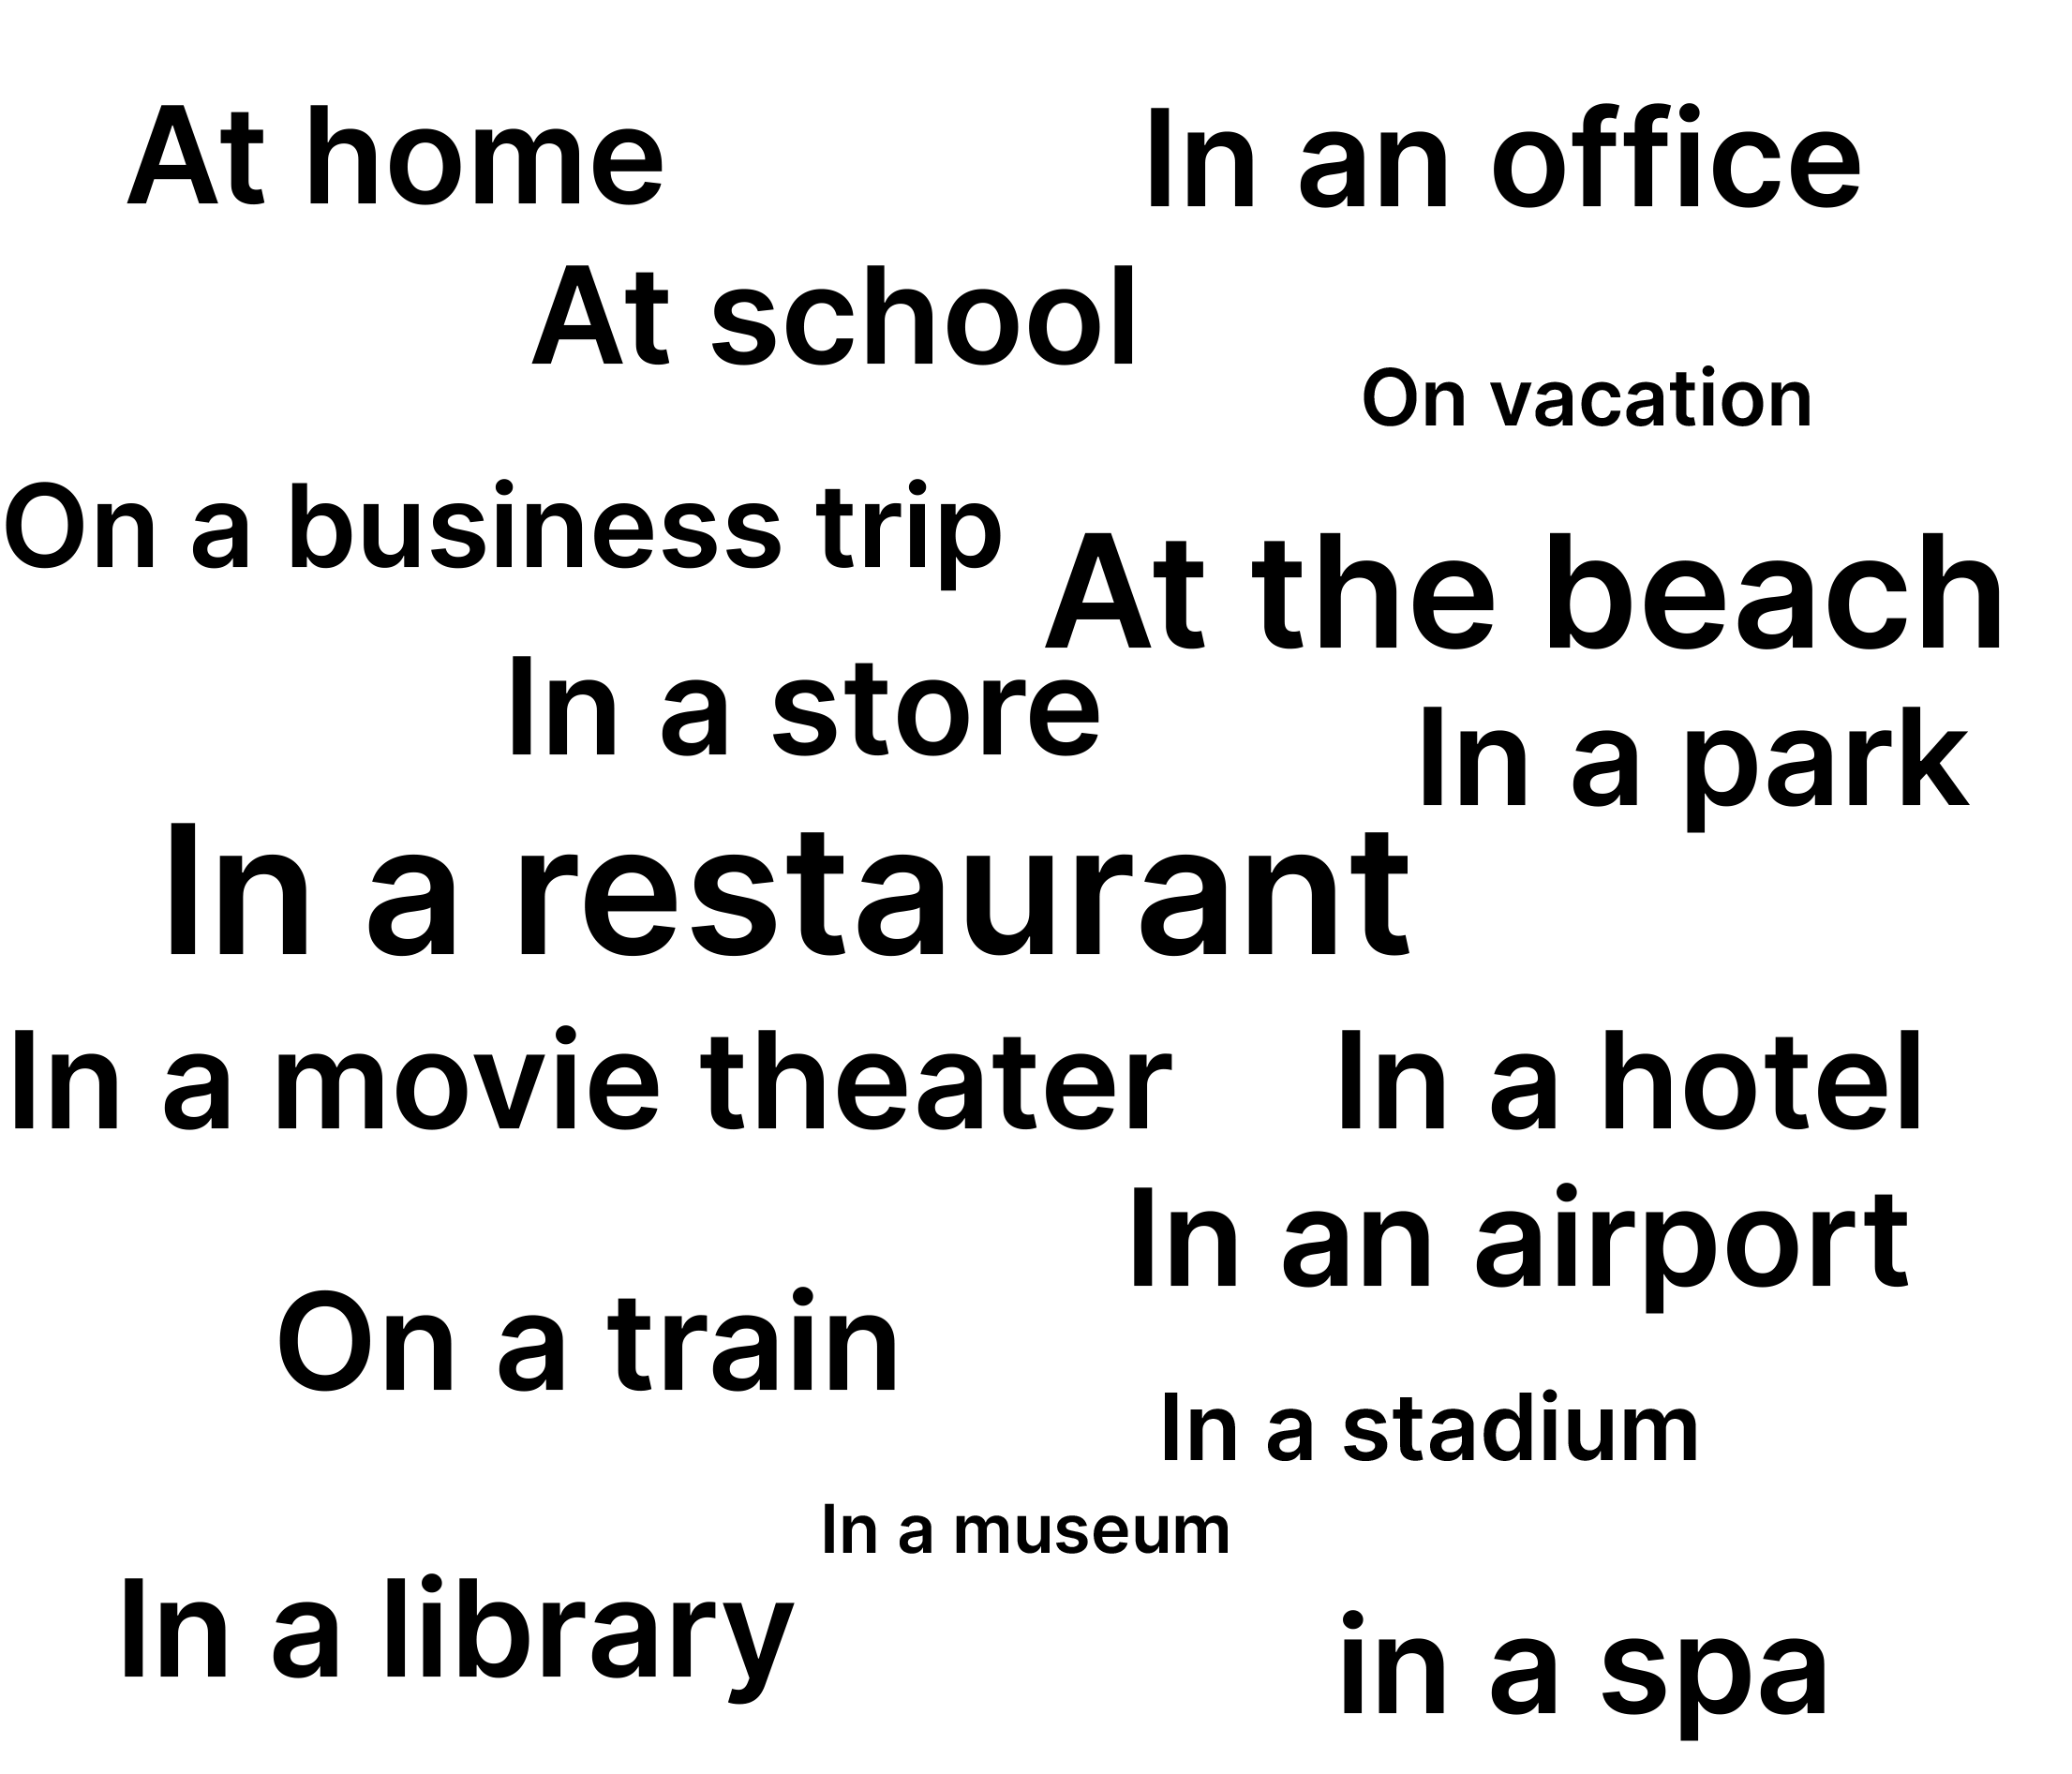 At home
In an office
At school
On vacation
On a business trip
At the beach
In a store
In a park
In a restaurant
In a movie theater
In a hotel
In an airport
On a train
In a stadium
In a museum
In a library
in a spa